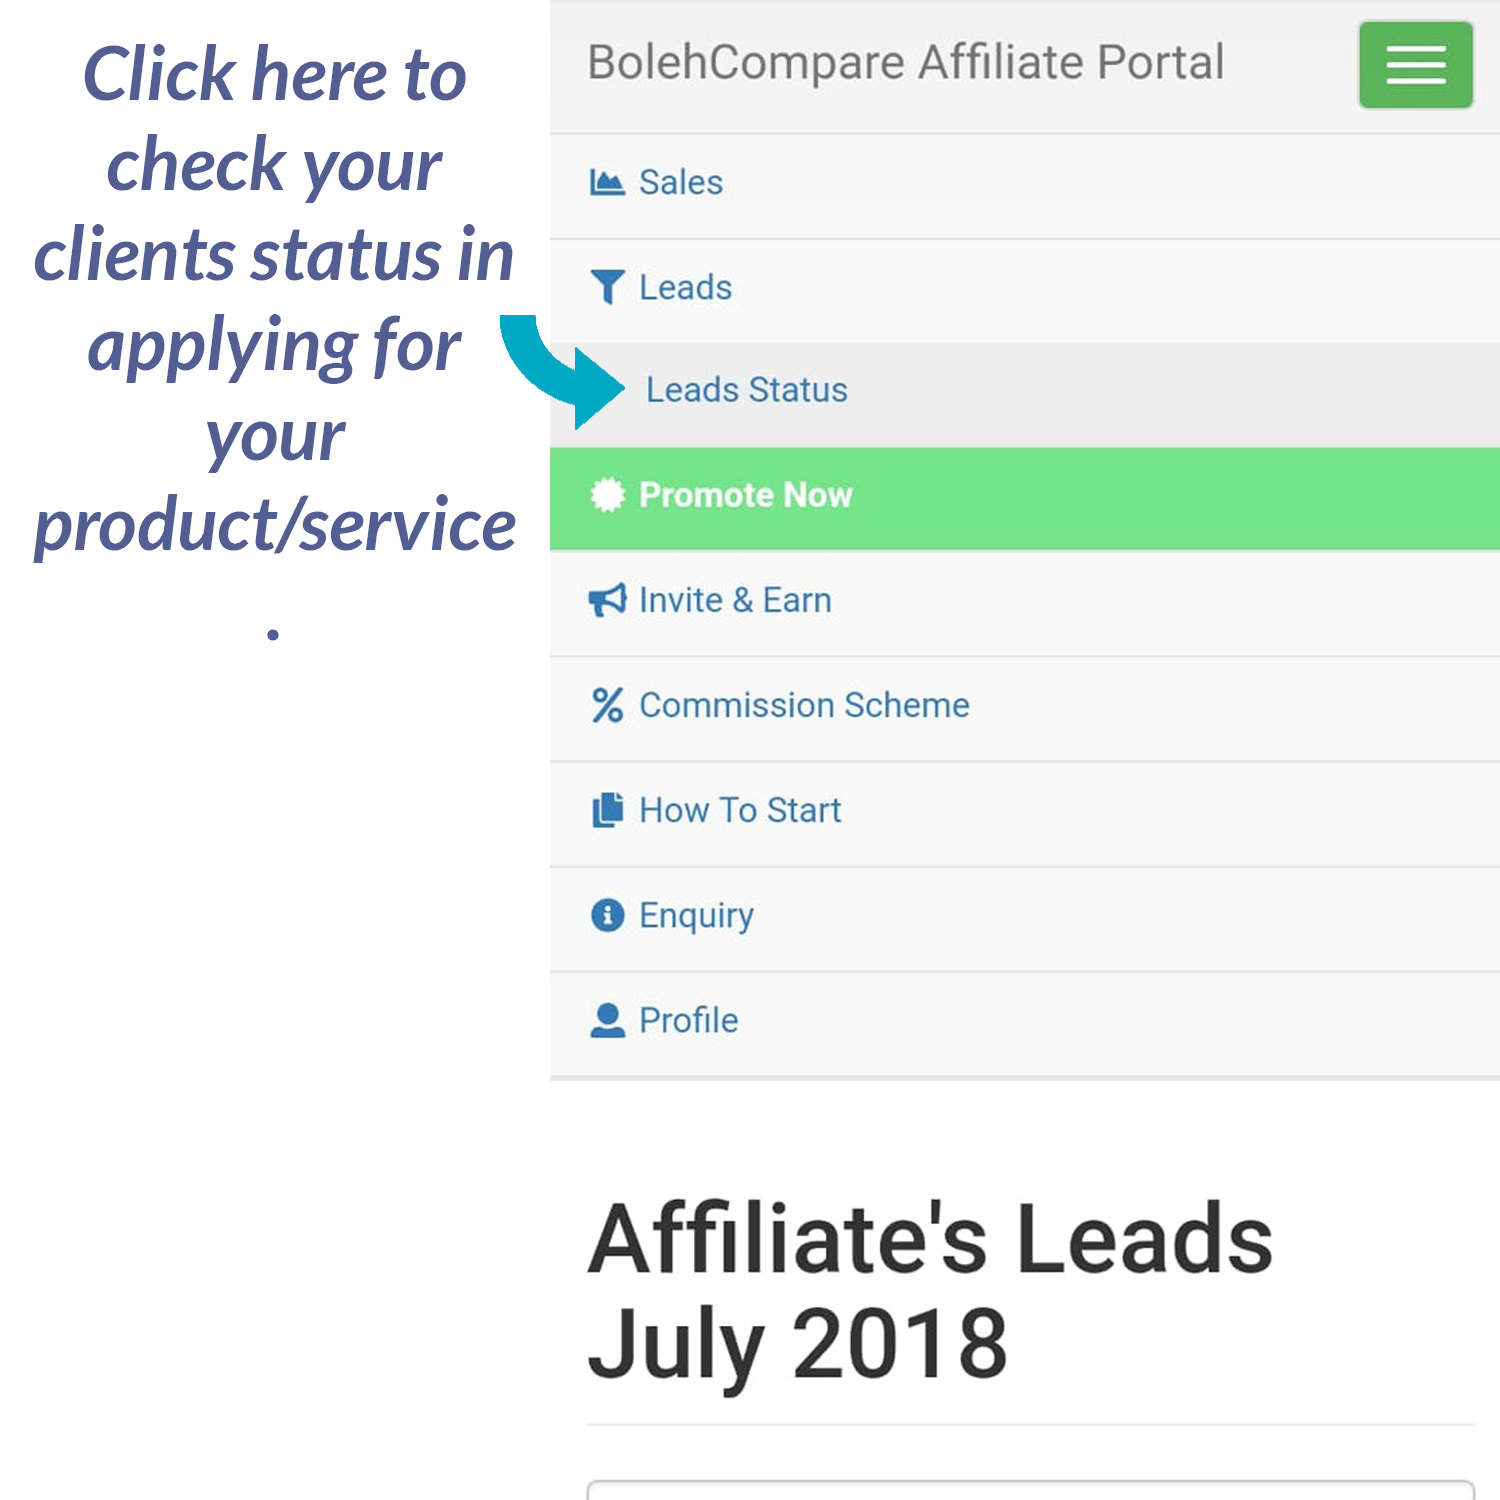 Click here to
check your
clients status in
applying for
your
product/service
.
BolehCompare Affiliate Portal
Sales
Leads
Leads Status
Promote Now
Invite & Earn
Commission Scheme
How To Start
Enquiry
Profile
Affiliate's Leads
July 2018